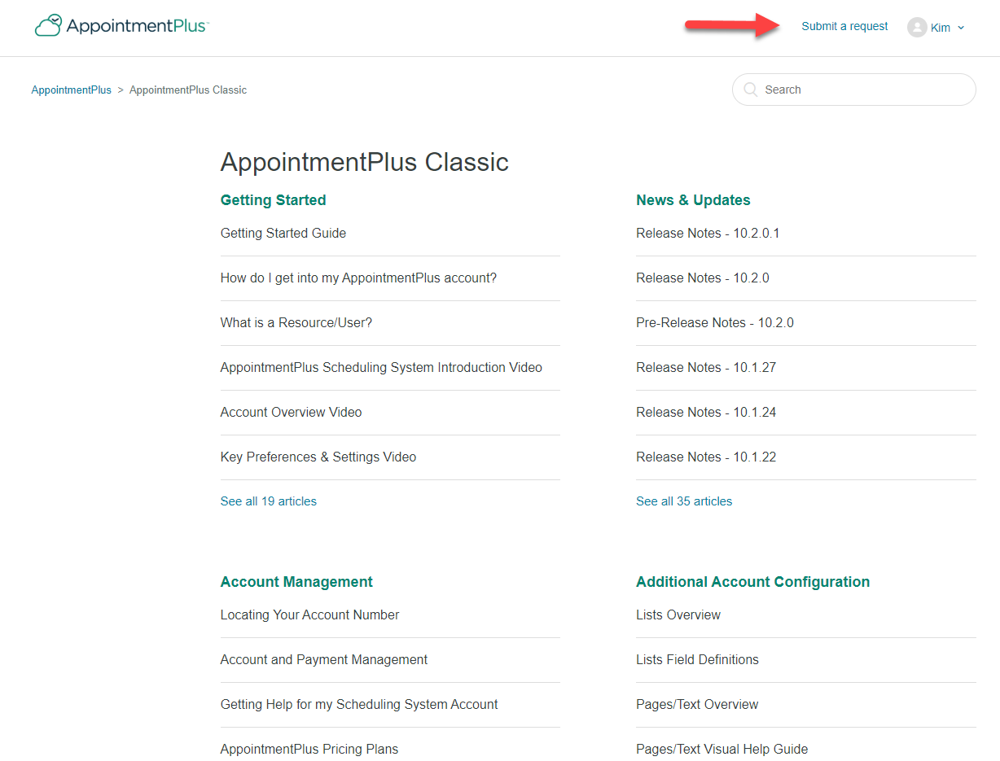 AppointmentPlus™
Submit a request
Kim
AppointmentPlus > AppointmentPlus Classic
Search
AppointmentPlus Classic
Getting Started
Getting Started Guide
How do I get into my AppointmentPlus account?
What is a Resource/User?
AppointmentPlus Scheduling System Introduction Video
Account Overview Video
Key Preferences & Settings Video
See all 19 articles
News & Updates
Release Notes - 10.2.0.1
Release Notes - 10.2.0
Pre-Release Notes - 10.2.0
Release Notes - 10.1.27
Release Notes - 10.1.24
Release Notes - 10.1.22
See all 35 articles
Account Management
Locating Your Account Number
Account and Payment Management
Getting Help for my Scheduling System Account
AppointmentPlus Pricing Plans
Additional Account Configuration
Lists Overview
Lists Field Definitions
Pages/Text Overview
Pages/Text Visual Help Guide